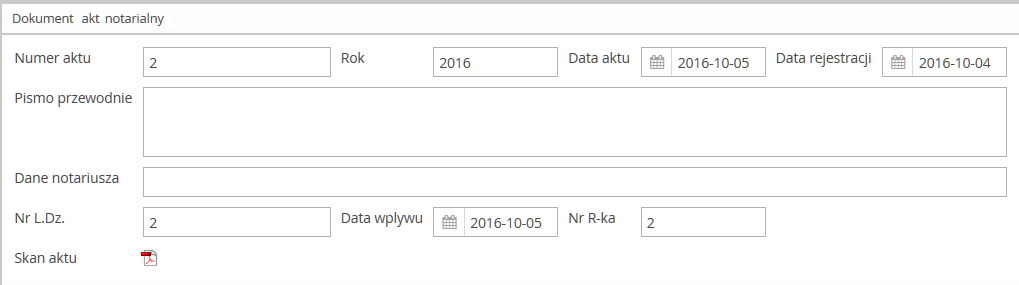 Dokument akt notarialny
Numer aktu 2 Rok 2016 Data aktu 2016-10-05 Data rejestracji 2016-10-04
Pismo przewodnie
Dane notariusza
Nr L.Dz. 2 Data wplywu 2016-10-05 Nr R-ka 2
Skan aktu